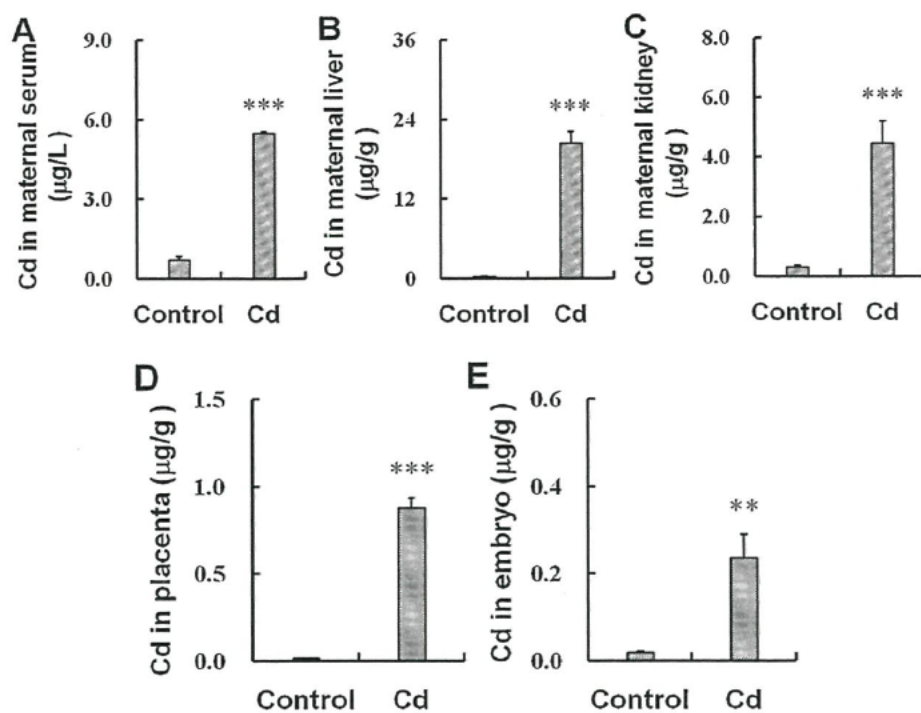 A
Cd in maternal serum
(µg/L )
9.0
6.0
3.0
0.0
***
Control Cd
B
Cd in maternal liver
(µg/g)
36
24
12
0
***
Control Cd
C
Cd in maternal kidney
(µg/g )
8.0
6.0
4.0
2.0
0.0
***
Control Cd
D
Cd in placenta (µg/g )
1.5
1.0
0.5
0.0
***
Control Cd
E
Cd in embryo (µg/g )
0.6
0.4
0.2
0.0
**
Control Cd